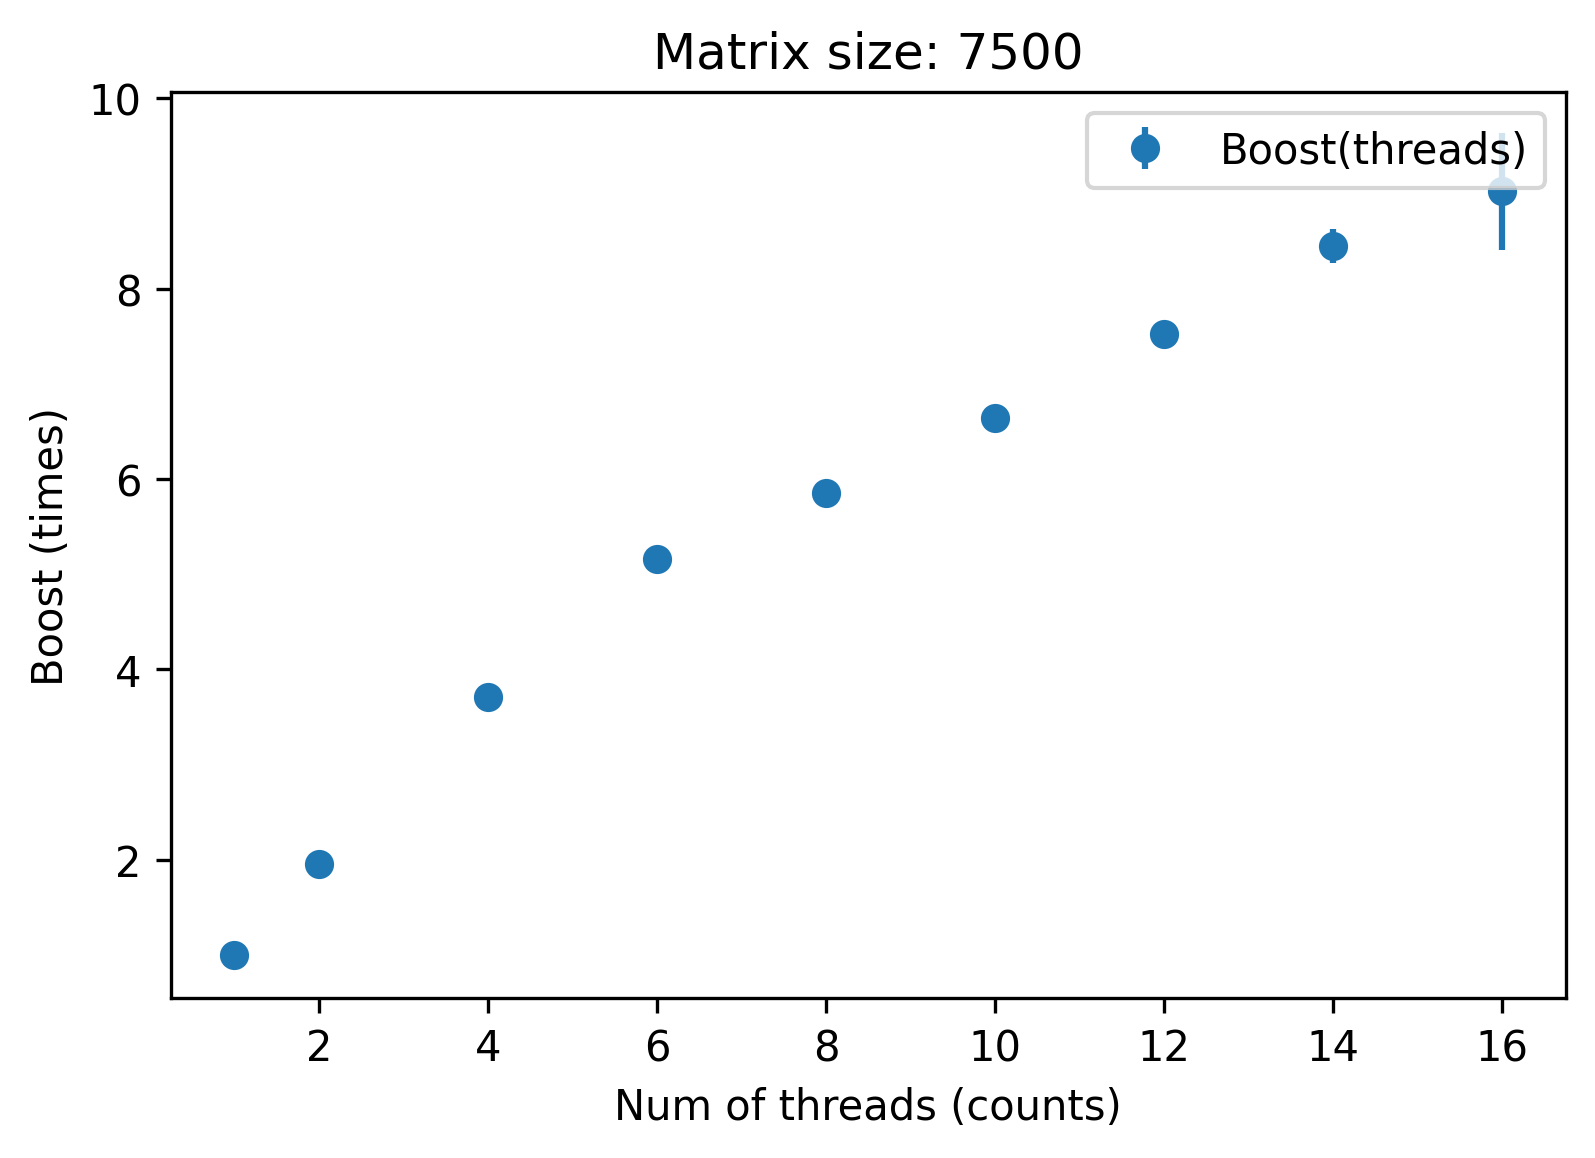 Matrix size: 7500
Boost(threads)
10
8
6
4
2
Boost (times)
2 4 6 8 10 12 14 16
Num of threads (counts)